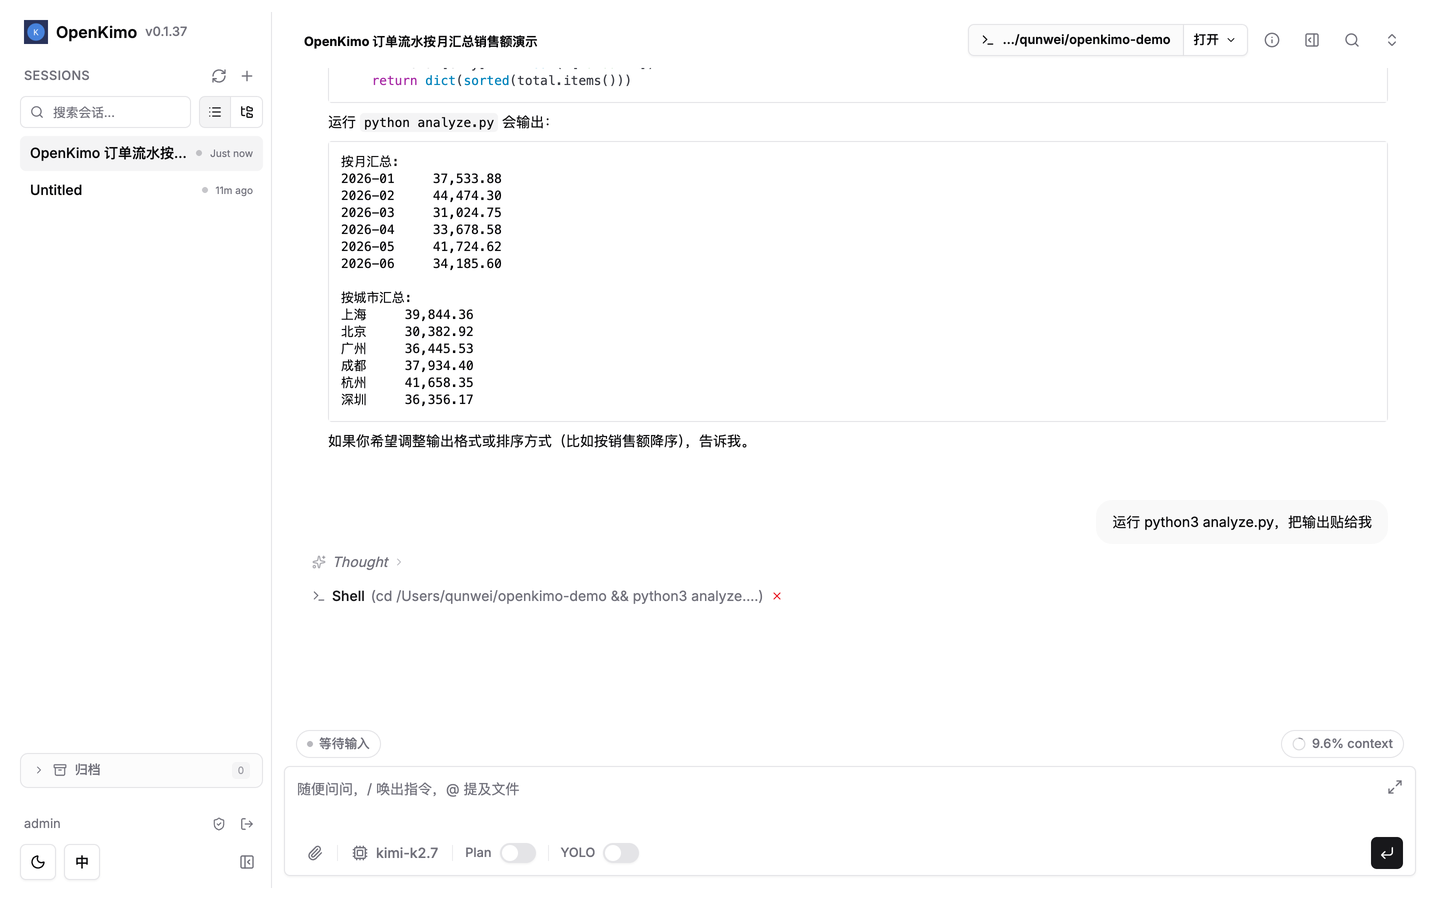 OpenKimo v0.1.37
SESSIONS
搜索会话...
OpenKimo 订单流水按... Just now
Untitled 11m ago
归档 0
admin
中
OpenKimo 订单流水按月汇总销售额演示
.../qunwei/openkimo-demo 打开
return dict(sorted(total.items()))
运行 python analyze.py 会输出：
按月汇总:
2026-01 37,533.88
2026-02 44,474.30
2026-03 31,024.75
2026-04 33,678.58
2026-05 41,724.62
2026-06 34,185.60
按城市汇总:
上海 39,844.36
北京 30,382.92
广州 36,445.53
成都 37,934.40
杭州 41,658.35
深圳 36,356.17
如果你希望调整输出格式或排序方式（比如按销售额降序），告诉我。
运行 python3 analyze.py，把输出贴给我
Thought
Shell (cd /Users/qunwei/openkimo-demo && python3 analyze....)
等待输入 9.6% context
随便问问，/ 唤出指令，@ 提及文件
kimi-k2.7 Plan YOLO